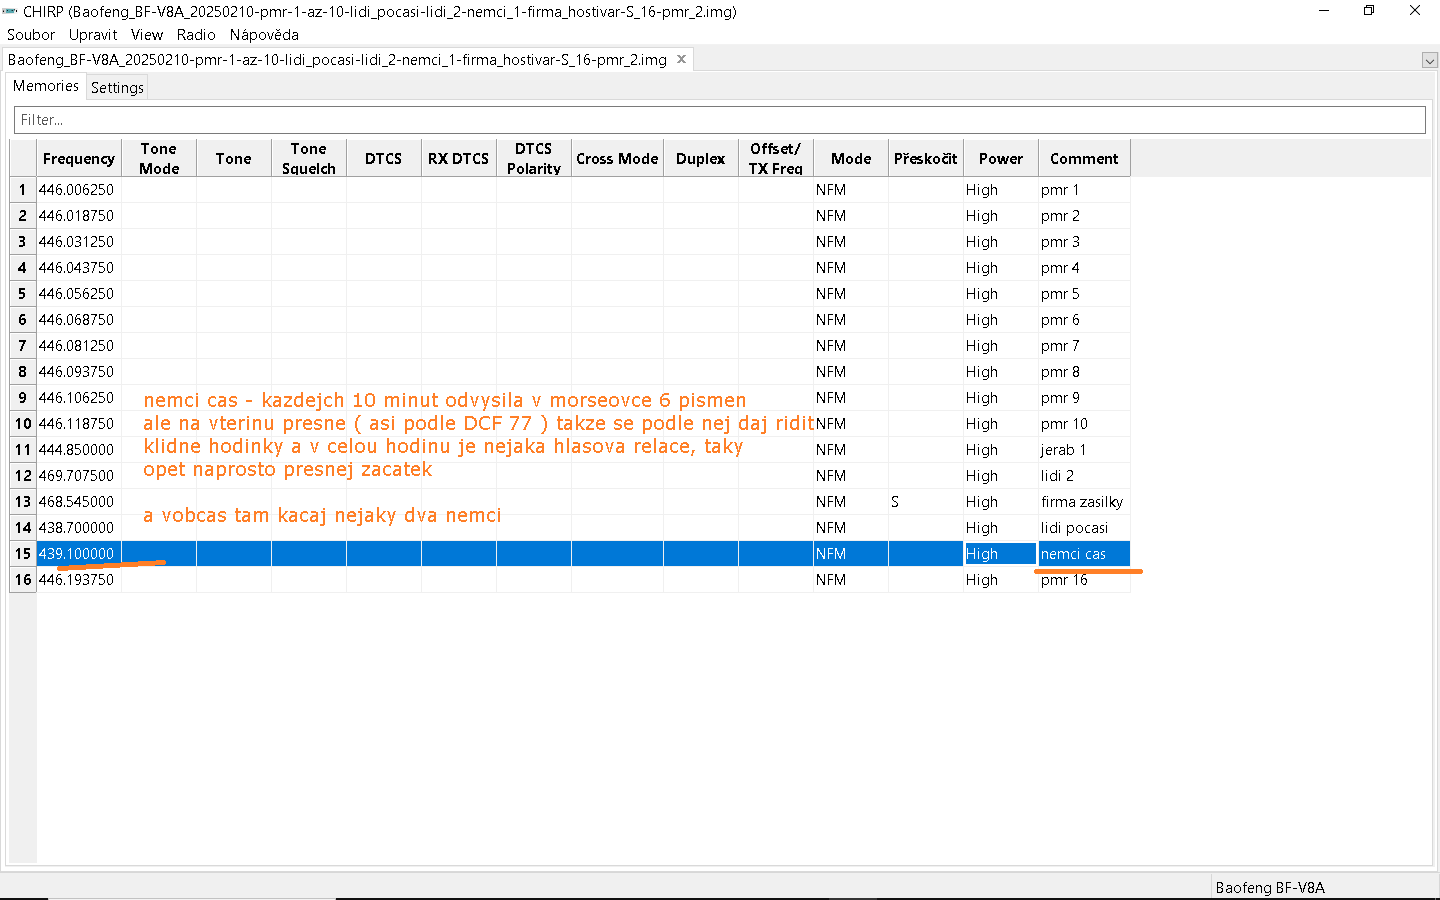 CHIRP (Baofeng_BF-V8A_20250210-pmr-1-az-10-lidi_pocasi-lidi_2-nemci_1-firma_hostivar-S_16-pmr_2.img)
Soubor Upravit View Radio Nápověda
Baofeng_BF-V8A_20250210-pmr-1-az-10-lidi_pocasi-lidi_2-nemci_1-firma_hostivar-S_16-pmr_2.img
Memories Settings
Filter...
Frequency Tone Mode Tone Tone Squelch DTCS RX DTCS DTCS Polarity Cross Mode Duplex Offset/ TX Freq Mode Přeskočit Power Comment
1 446.006250 NFM High pmr 1
2 446.018750 NFM High pmr 2
3 446.031250 NFM High pmr 3
4 446.043750 NFM High pmr 4
5 446.056250 NFM High pmr 5
6 446.068750 NFM High pmr 6
7 446.081250 NFM High pmr 7
8 446.093750 NFM High pmr 8
9 446.106250 NFM High pmr 9
10 446.118750 NFM High pmr 10
11 444.850000 NFM High jerab 1
12 469.707500 NFM High lidi 2
13 468.545000 NFM S High firma zasilky
14 438.700000 NFM High lidi pocasi
15 439.100000 NFM High nemci cas
16 446.193750 NFM High pmr 16
nemci cas - kazdejch 10 minut odvysila v morseovce 6 pismen
ale na vterinu presne ( asi podle DCF 77 ) takze se podle nej daj ridit
klidne hodinky a v celou hodinu je nejaka hlasova relace, taky
opet naprosto presnej zacatek
a vobcas tam kacaj nejaky dva nemci
Baofeng BF-V8A